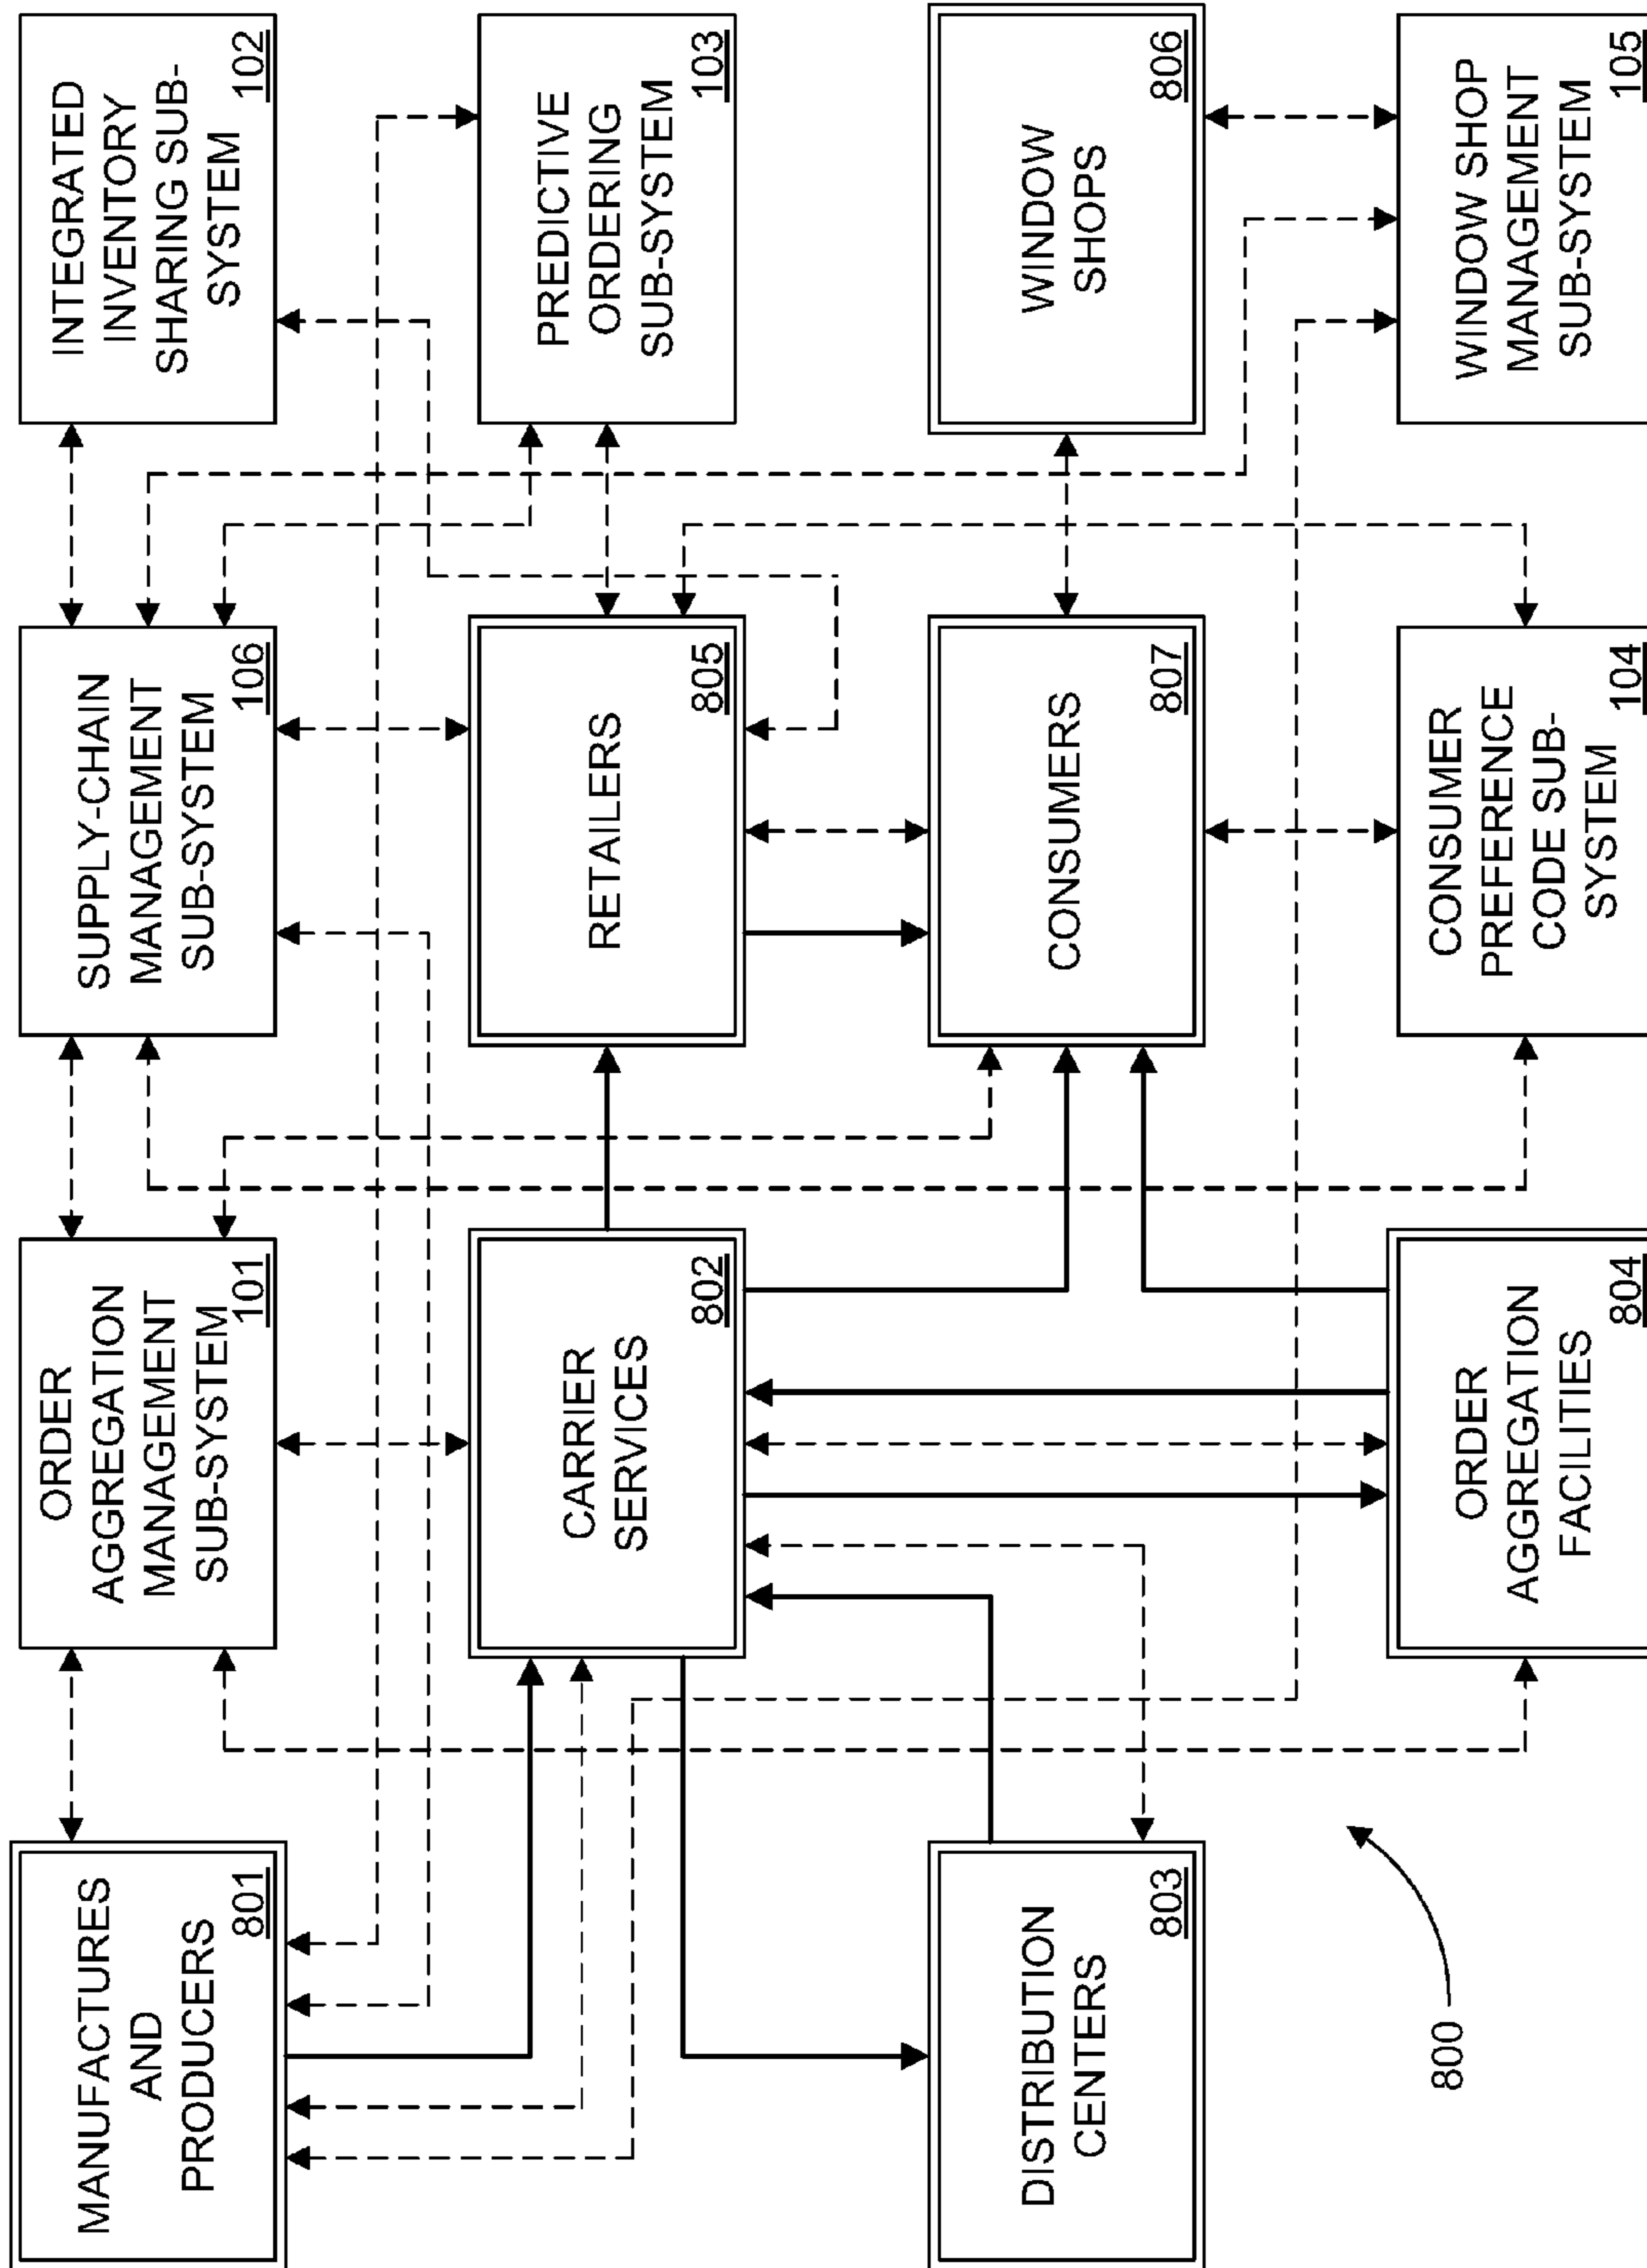 MANUFACTURES
AND
PRODUCERS
801
ORDER
AGGREGATION
MANAGEMENT
SUB-SYSTEM
101
SUPPLY-CHAIN
MANAGEMENT
SUB-SYSTEM
106
INTEGRATED
INVENTORY
SHARING SUB-
SYSTEM
102
CARRIER
SERVICES
802
RETAILERS
805
PREDICTIVE
ORDERING
SUB-SYSTEM
103
DISTRIBUTION
CENTERS
803
CONSUMERS
807
WINDOW
SHOPS
806
800
ORDER
AGGREGATION
FACILITIES
804
CONSUMER
PREFERENCE
CODE SUB-
SYSTEM
104
WINDOW SHOP
MANAGEMENT
SUB-SYSTEM
105